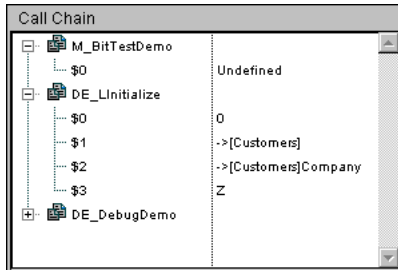 Call Chain
M_BitTestDemo
$0 Undefined
DE_LInitialize
$0 0
$1 ->[Customers]
$2 ->[Customers]Company
$3 Z
DE_DebugDemo